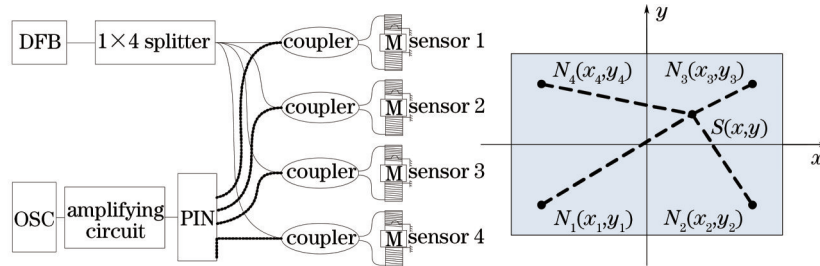 DFB
1×4 splitter
coupler
M
sensor 1
coupler
M
sensor 2
coupler
M
sensor 3
coupler
M
sensor 4
OSC
amplifying
circuit
PIN
y
N4(x4,y4)
N3(x3,y3)
S(x,y)
x
N1(x1,y1)
N2(x2,y2)